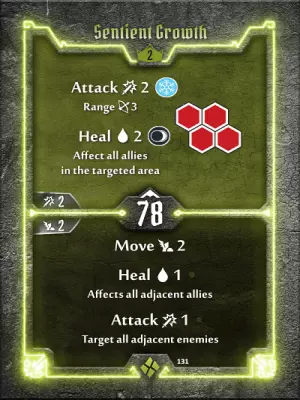 Sentient Growth
2
Attack 2
Range 3
Heal 2
Affect all allies
in the targeted area
2
78
2
Move 2
Heal 1
Affects all adjacent allies
Attack 1
Target all adjacent enemies
131